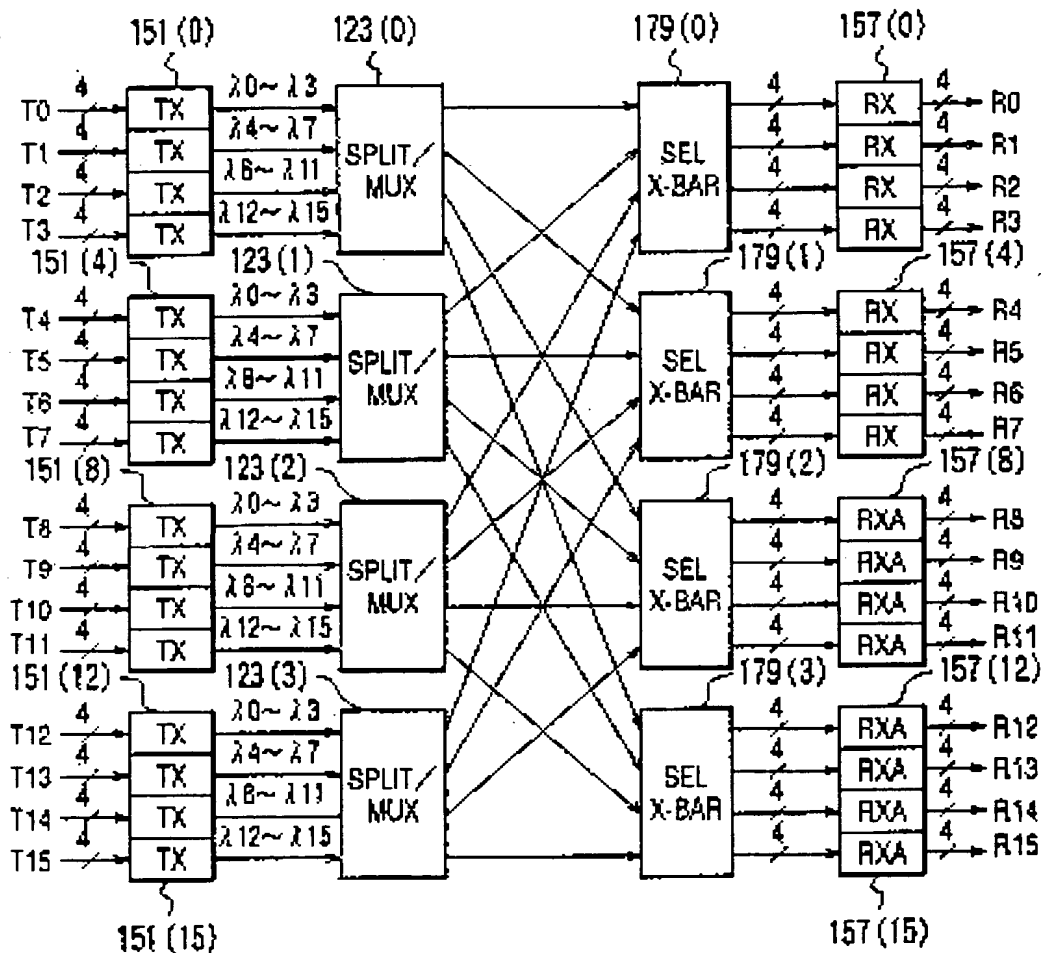 151(0) 123(0) 179(0) 157(0)
4 λ0~λ3 4 4
T0 TX RX R0
4 λ4~λ7 4 4
T1 TX SPLIT/ SEL RX R1
4 λ8~λ11 MUX X-BAR 4 4
T2 TX RX R2
4 λ12~λ15 4 4
T3 TX RX R3
151(4) 123(1) 179(1) 157(4)
4 λ0~λ3 4 4
T4 TX RX R4
4 λ4~λ7 4 4
T5 TX SPLIT/ SEL RX R5
4 λ8~λ11 MUX X-BAR 4 4
T6 TX RX R6
4 λ12~λ15 4 4
T7 TX RX R7
151(8) 123(2) 179(2) 157(8)
4 λ0~λ3 4 4
T8 TX RXA R8
4 λ4~λ7 4 4
T9 TX SPLIT/ SEL RXA R9
4 λ8~λ11 MUX X-BAR 4 4
T10 TX RXA R10
4 λ12~λ15 4 4
T11 TX RXA R11
151(12) 123(3) 179(3) 157(12)
4 λ0~λ3 4 4
T12 TX RXA R12
4 λ4~λ7 4 4
T13 TX SPLIT/ SEL RXA R13
4 λ8~λ11 MUX X-BAR 4 4
T14 TX RXA R14
4 λ12~λ15 4 4
T15 TX RXA R15
151(15) 157(15)